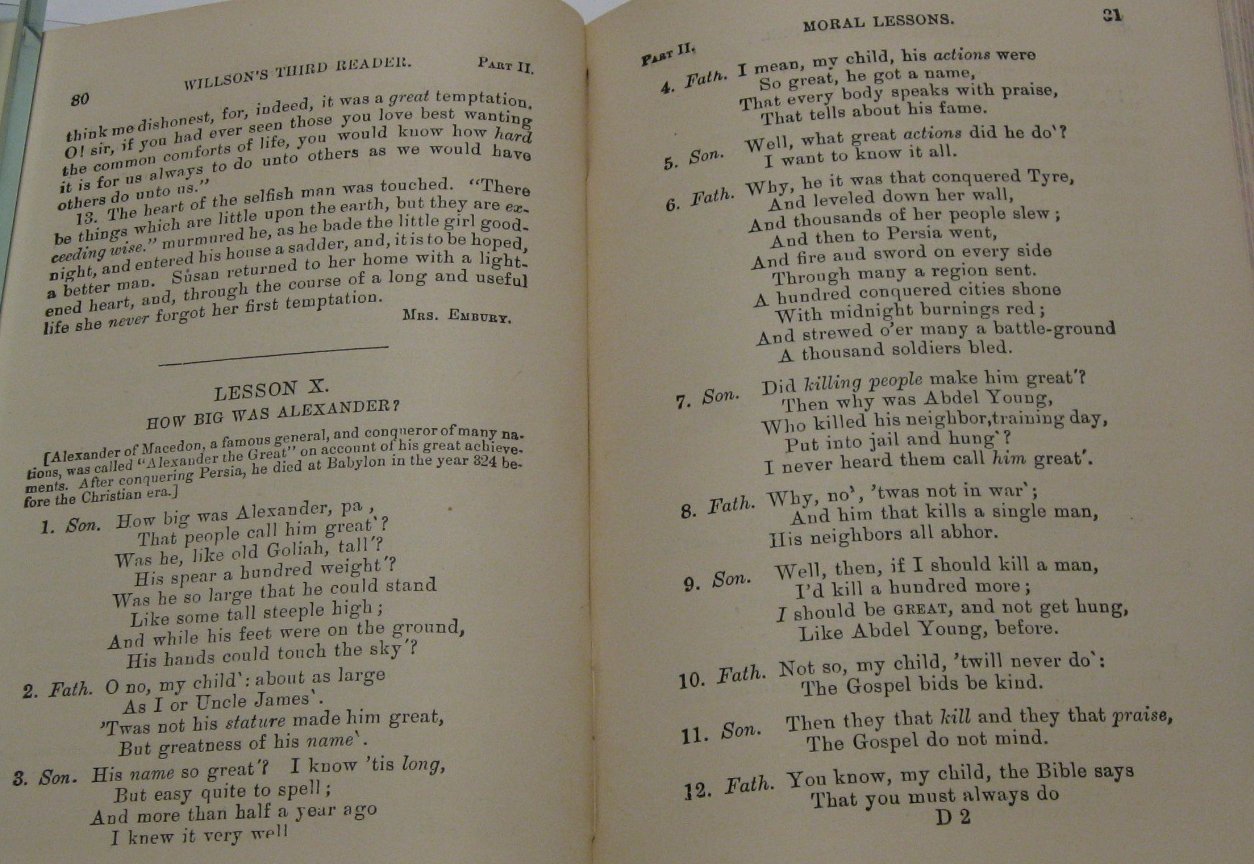 80 WILLSON'S THIRD READER. PART II.
think me dishonest, for, indeed, it was a great temptation.
O! sir, if you had ever seen those you love best wanting
the common comforts of life, you would know how hard
it is for us always to do unto others as we would have
others do unto us."
13. The heart of the selfish man was touched. "There
be things which are little upon the earth, but they are ex-
ceeding wise." murmured he, as he bade the little girl good-
night, and entered his house a sadder, and, it is to be hoped,
a better man. Susan returned to her home with a light-
ened heart, and, through the course of a long and useful
life she never forgot her first temptation.
MRS. EMBURY.
LESSON X.
HOW BIG WAS ALEXANDER?
[Alexander of Macedon, a famous general, and conqueror of many na-
tions, was called "Alexander the Great" on account of his great achieve-
ments. After conquering Persia, he died at Babylon in the year 324 be-
fore the Christian era.]
1. Son. How big was Alexander, pa,
That people call him great`?
Was he, like old Goliah, tall'?
His spear a hundred weight'?
Was he so large that he could stand
Like some tall steeple high;
And while his feet were on the ground,
His hands could touch the sky'?
2. Fath. O no, my child`: about as large
As I or Uncle James`.
'Twas not his stature made him great,
But greatness of his name`.
3. Son. His name so great'? I know 'tis long,
But easy quite to spell;
And more than half a year ago
I knew it very well
PART II. MORAL LESSONS. 81
4. Fath. I mean, my child, his actions were
So great, he got a name,
That every body speaks with praise,
That tells about his fame.
5. Son. Well, what great actions did he do`?
I want to know it all.
6. Fath. Why, he it was that conquered Tyre,
And leveled down her wall,
And thousands of her people slew;
And then to Persia went,
And fire and sword on every side
Through many a region sent.
A hundred conquered cities shone
With midnight burnings red;
And strewed o'er many a battle-ground
A thousand soldiers bled.
7. Son. Did killing people make him great'?
Then why was Abdel Young,
Who killed his neighbor, training day,
Put into jail and hung`?
I never heard them call him great'.
8. Fath. Why, no`, 'twas not in war`;
And him that kills a single man,
His neighbors all abhor.
9. Son. Well, then, if I should kill a man,
I'd kill a hundred more;
I should be GREAT, and not get hung,
Like Abdel Young, before.
10. Fath. Not so, my child, 'twill never do`:
The Gospel bids be kind.
11. Son. Then they that kill and they that praise,
The Gospel do not mind.
12. Fath. You know, my child, the Bible says
That you must always do
D 2